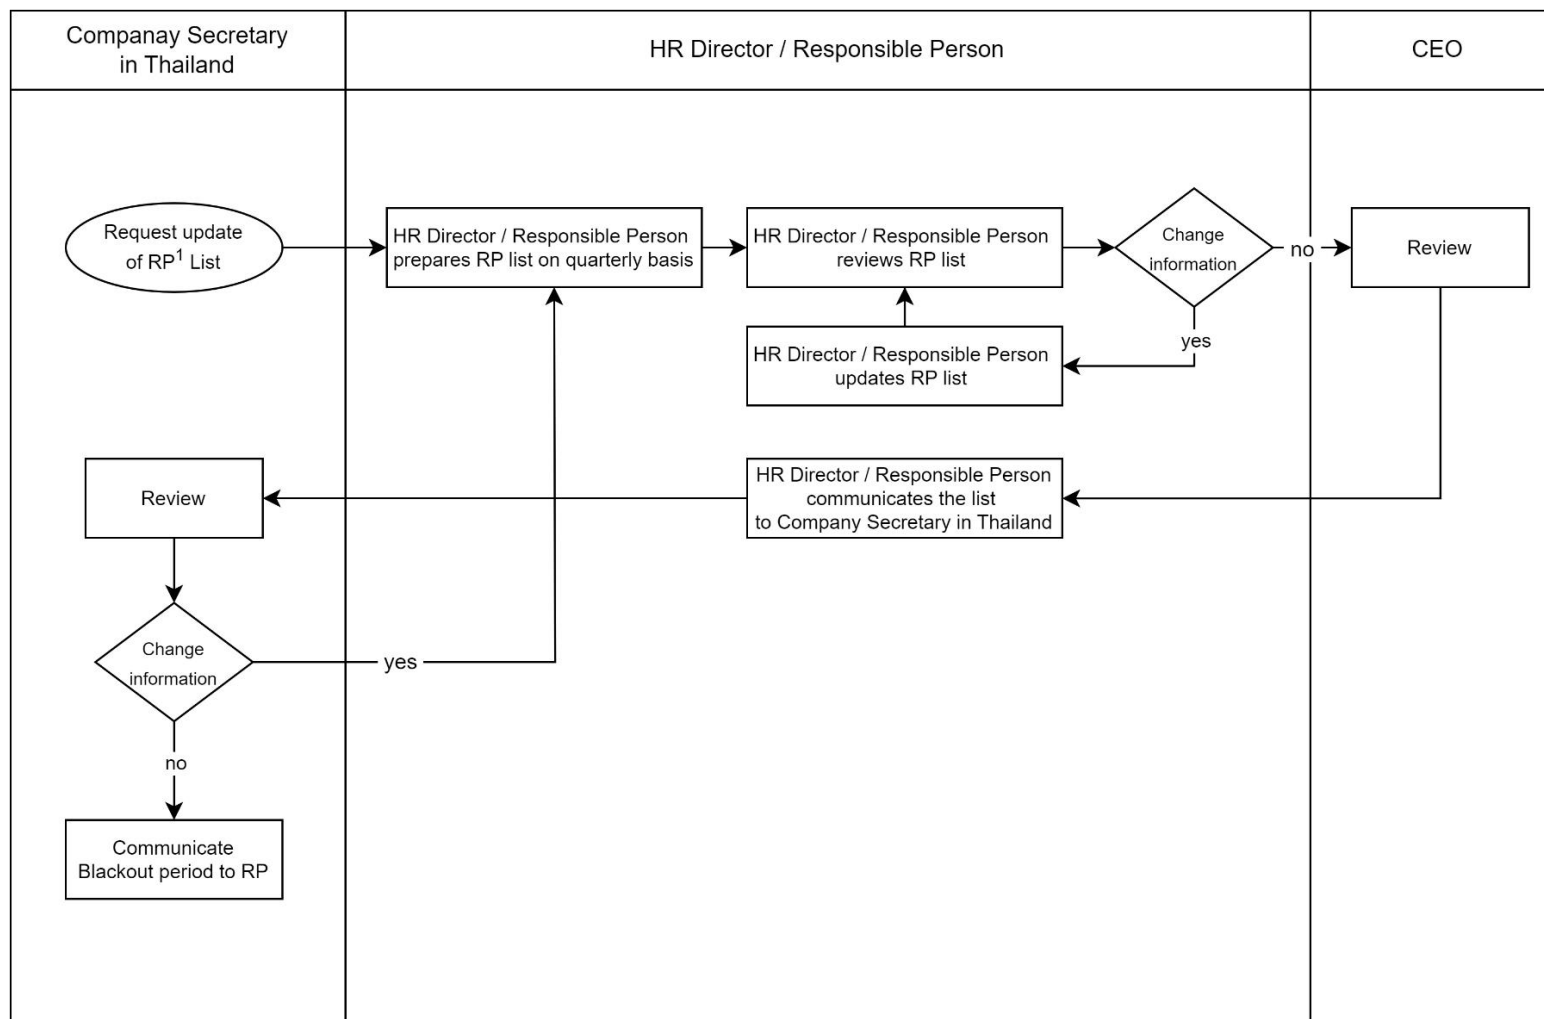 Companay Secretary
in Thailand
HR Director / Responsible Person
CEO
Request update
of RP¹ List
HR Director / Responsible Person
prepares RP list on quarterly basis
HR Director / Responsible Person
reviews RP list
Change
information
no
Review
yes
HR Director / Responsible Person
updates RP list
HR Director / Responsible Person
communicates the list
to Company Secretary in Thailand
Review
Change
information
yes
no
Communicate
Blackout period to RP